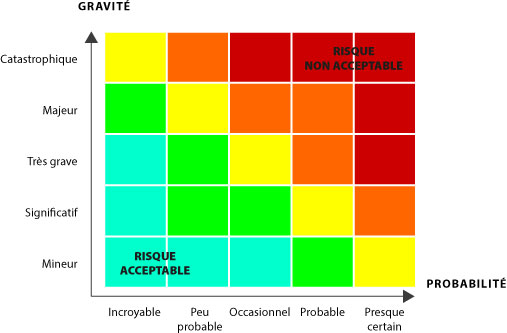 GRAVITÉ
Catastrophique
RISQUE
NON ACCEPTABLE
Majeur
Très grave
Significatif
Mineur
RISQUE
ACCEPTABLE
PROBABILITÉ
Incroyable
Peu
probable
Occasionnel
Probable
Presque
certain